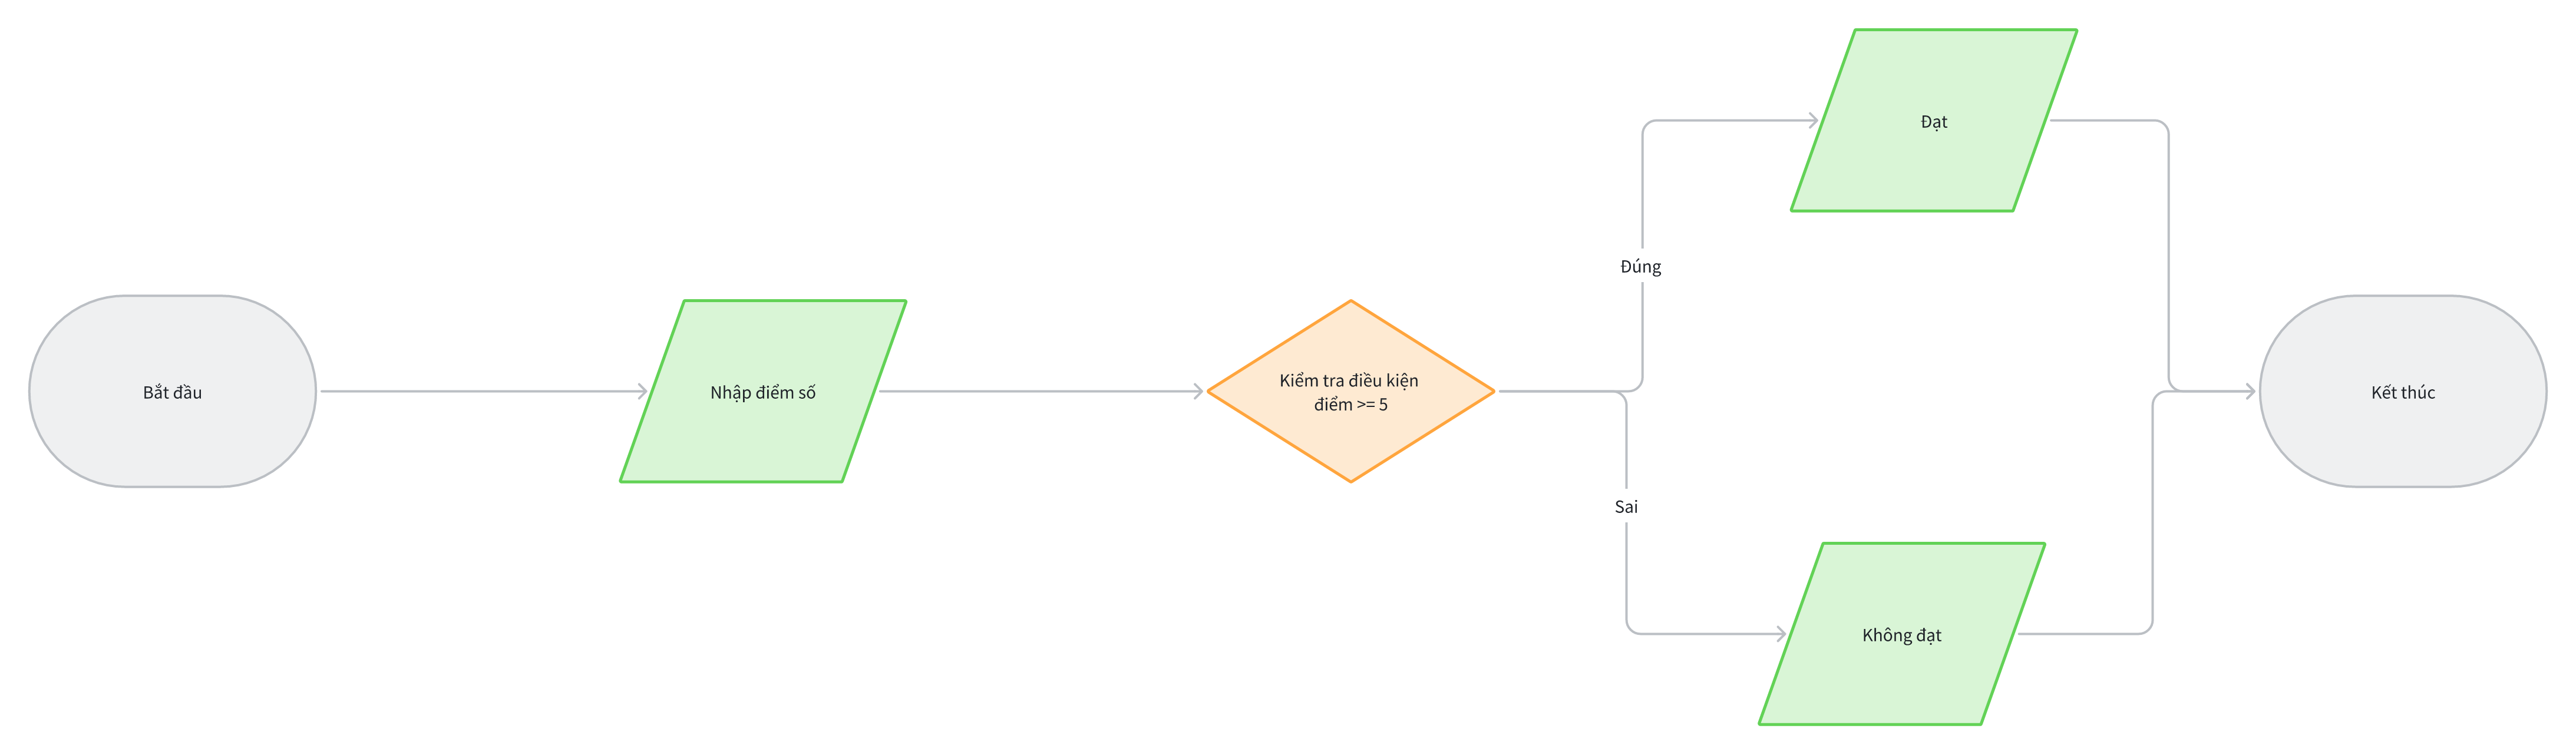 Bắt đầu
Nhập điểm số
Kiểm tra điều kiện
điểm >= 5
Đúng
Đạt
Sai
Không đạt
Kết thúc